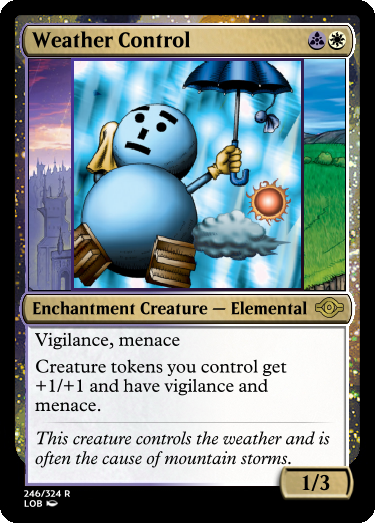 Weather Control
Enchantment Creature — Elemental
Vigilance, menace
Creature tokens you control get
+1/+1 and have vigilance and
menace.
This creature controls the weather and is
often the cause of mountain storms.
1/3
246/324 R
LOB